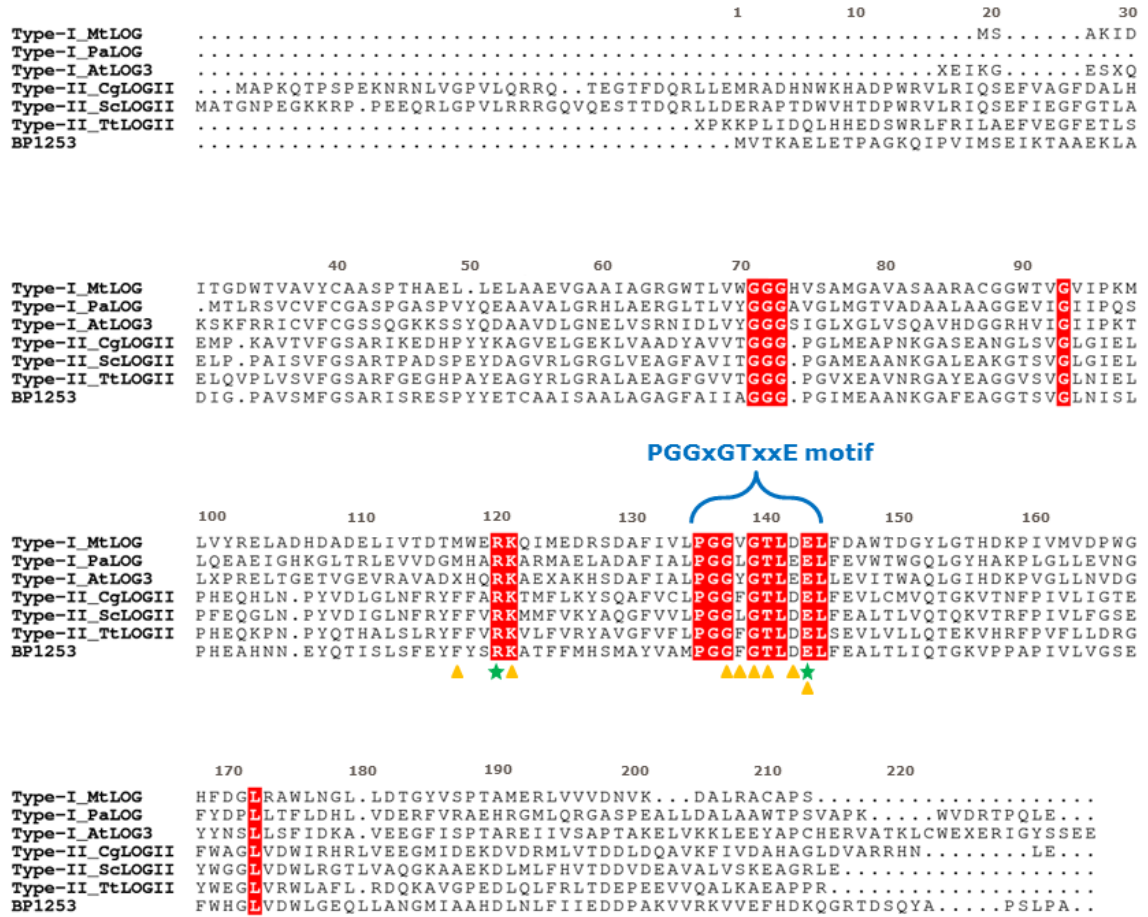 1 10 20 30
Type-I_MtLOG ...................................................MS......AKID
Type-I_PaLOG ...............................................................
Type-I_AtLOG3 ................................................XEIKG......ESXQ
Type-II_CgLOGII ...MAPKQTPSPEKNRNLVGPVLQRRQ..TEGTFDQRLLEMRADHNWKHADPWRVLRIQSEFVAGFDALH
Type-II_ScLOGII MATGNPEGKKRP.PEEQRLGPVLRRRGQVQESTTDQRLLDERAPTDWVHTDPWRVLRIQSEFIEGFGTLA
Type-II_TtLOGII .....................................XPKKPLIDQLHHEDSWRLFRILAEFVEGFETLS
BP1253 ........................................MVTKAELETPAGKQIPVIMSEIKTAAEKLA
40 50 60 70 80 90
Type-I_MtLOG ITGDWTVAVYCAASPTHAEL.LELAAEVGAAIAGRGWTLVWGGGHVSAMGAVASAARACGGWTVGVIPKM
Type-I_PaLOG .MTLRSVCVFCGASPGASPVYQEAAVALGRHLAERGLTLVYGGGAVGLMGTVADAALAAGGEVIGIIPQS
Type-I_AtLOG3 KSKFRRICVFCGSSQGKKSSYQDAAVDLGNELVSRNIDLVYGGGSIGLXGLVSQAVHDGGRHVIGIIPKT
Type-II_CgLOGII EMP.KAVTVFGSARIKEDHPYYKAGVELGEKLVAADYAVVTGGGP.GLMEAPNKGASEANGLSVGLGIEL
Type-II_ScLOGII ELP.PAISVFGSARTPADSPEYDAGVRLGRGLVEAGFAVITGGG.PGAMEAANKGALEAKGTSVGLGIEL
Type-II_TtLOGII ELQVPLVSVFGSARFGEGHPAYEAGYRLGRALAEAGFGVVTGGG.PGVXEAVNRGAYEAGGVSVGLNIEL
BP1253 DIG.PAVSMFGSARISRESPYYETCAAISAALAGAGFAIIAGGG.PGIMEAANKGAFEAGGTSVGLNISL
PGGxGTxxE motif
100 110 120 130 140 150 160
Type-I_MtLOG LVYRELADHDADELIVTDTMWERKQIMEDRSDAFIVLPGGVGTLDELFDAWTDGYLGTHDKPIVMVDPWG
Type-I_PaLOG LQEAEIGHKGLTRLEVVDGMHARKARMAELADAFIALPGGLGTLEELFEVWTWGQLGYHAKPLGLLEVNG
Type-I_AtLOG3 LXPRELTGETVGEVRAVADXHQRKAEXAKHSDAFIALPGGYGTLEELLEVITWAQLGIHDKPVGLLNVDG
Type-II_CgLOGII PHEQHLN.PYVDLGLNFRYFFARKTMFLKYSQAFVCLPGGFGTLDELFEVLCMVQTGKVTNFPIVLIGTE
Type-II_ScLOGII PFEQGLN.PYVDIGLNFRYFFVRKMMFVKYAQGFVVLPGGFGTLDELFEALTLVQTQKVTRFPIVLFGSE
Type-II_TtLOGII PHEQKPN.PYQTHALSLRYFFVRKVLFVRYAVGFVFLPGGFGTLDELSEVLVLLQTEKVHRFPVFLLDRG
BP1253 PHEAHNN.EYQTISLSFEYFYSRKATFFMHSMAYVAMPGGFGTLDELFEALTLIQTGKVPPAPIVLVGSE
170 180 190 200 210 220
Type-I_MtLOG HFDGLRAWLNGL.LDTGYVSPTAMERLVVVDNVK...DALRACAPS.....................
Type-I_PaLOG FYDPLLTFLDHL.VDERFVRAEHRGMLQRGASPEALLDALAAWTPSVAPK....WVDRTPQLE....
Type-I_AtLOG3 YYNSLLSFIDKA.VEEGFISPTAREIIVSAPTAKELVKKLEEYAPCHERVATKLCWEXERIGYSSEE
Type-II_CgLOGII FWAGLVDWIRHRLVEEGMIDEKDVDRMLVTDDLDQAVKFIVDAHAGLDVARRHN........LE...
Type-II_ScLOGII YWGGLVDWLRGTLVAQGKAAEKDLMLFHVTDDVDEAVALVSKEAGRLE...................
Type-II_TtLOGII YWEGLVRWLAFL.RDQKAVGPEDLQLFRLTDEPEEVVQALKAEAPPR....................
BP1253 FWHGLVDWLGEQLLANGMIAAHDLNLFIIEDDPAKVVRKVVEFHDKQGRTDSQYA.....PSLPA..